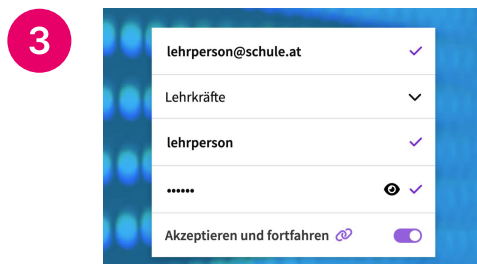 3
lehrperson@schule.at
Lehrkräfte
lehrperson
••••••
Akzeptieren und fortfahren